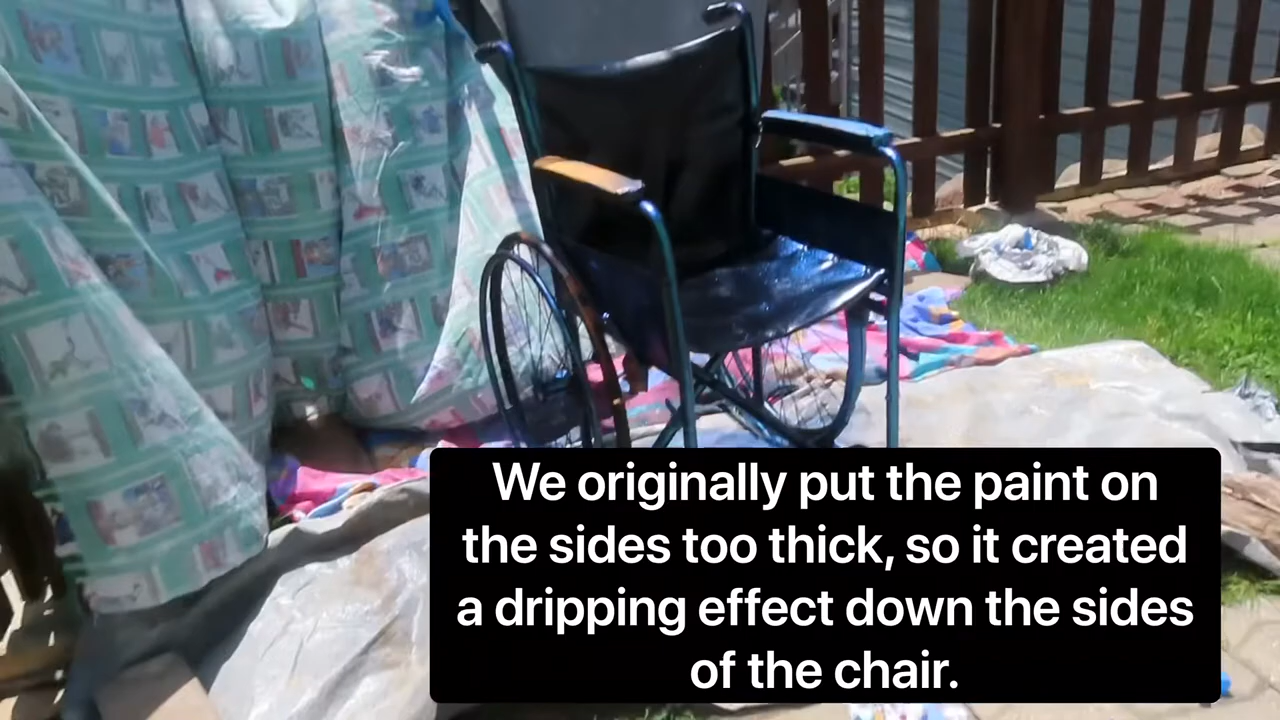 We originally put the paint on
the sides too thick, so it created
a dripping effect down the sides
of the chair.